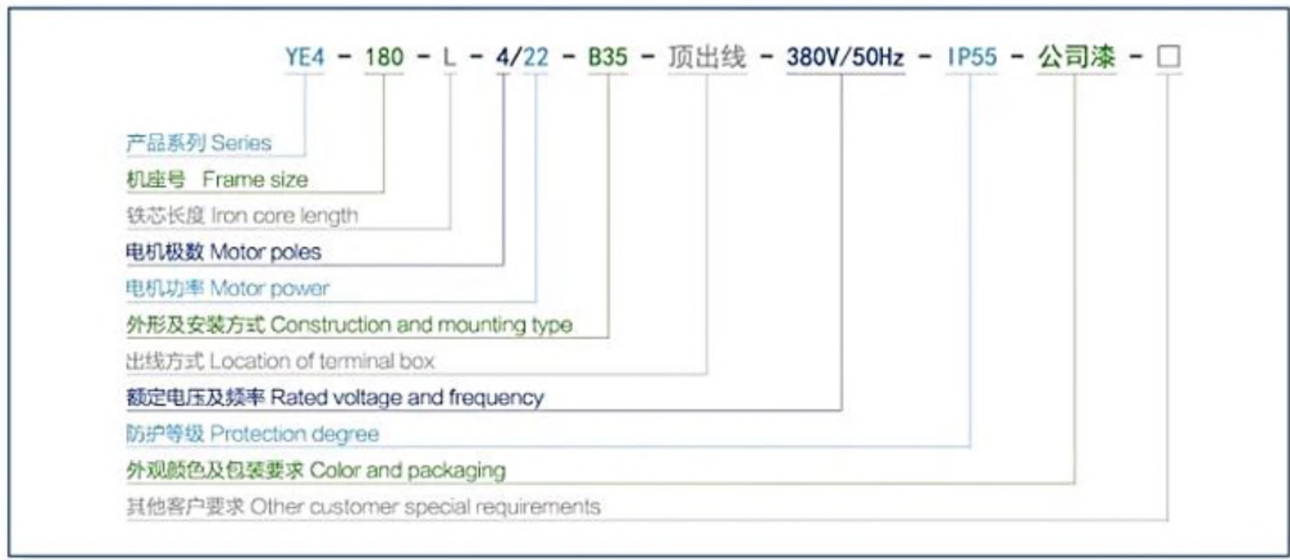 YE4 - 180 - L - 4/22 - B35 - 顶出线 - 380V/50Hz - IP55 - 公司漆 - □
产品系列 Series
机座号 Frame size
铁芯长度 Iron core length
电机极数 Motor poles
电机功率 Motor power
外形及安装方式 Construction and mounting type
出线方式 Location of terminal box
额定电压及频率 Rated voltage and frequency
防护等级 Protection degree
外观颜色及包装要求 Color and packaging
其他客户要求 Other customer special requirements